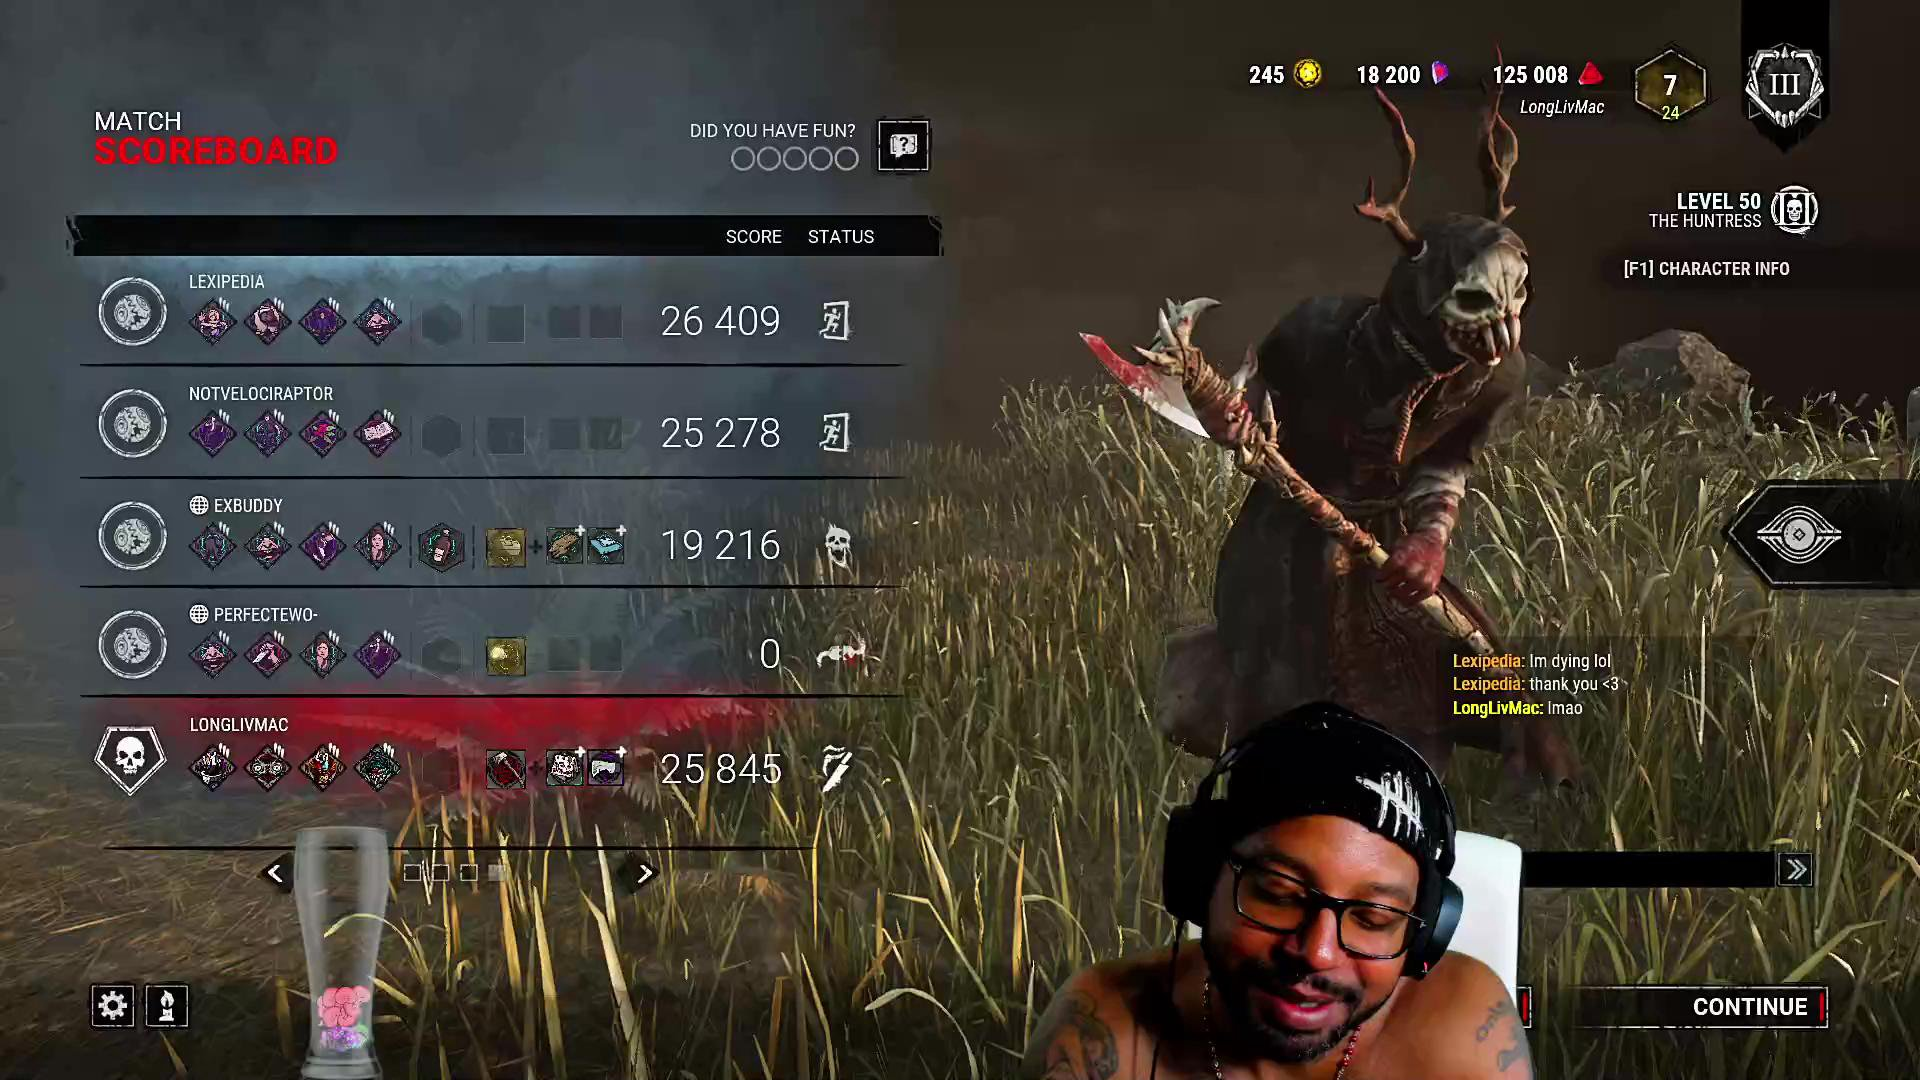 245
18 200
125 008
LongLivMac
7
24
III
MATCH
SCOREBOARD
DID YOU HAVE FUN?
LEVEL 50
THE HUNTRESS
[F1] CHARACTER INFO
SCORE STATUS
LEXIPEDIA
26 409
NOTVELOCIRAPTOR
25 278
EXBUDDY
19 216
PERFECTEWO-
0
LONGLIVMAC
25 845
Lexipedia: Im dying lol
Lexipedia: thank you <3
LongLivMac: lmao
CONTINUE